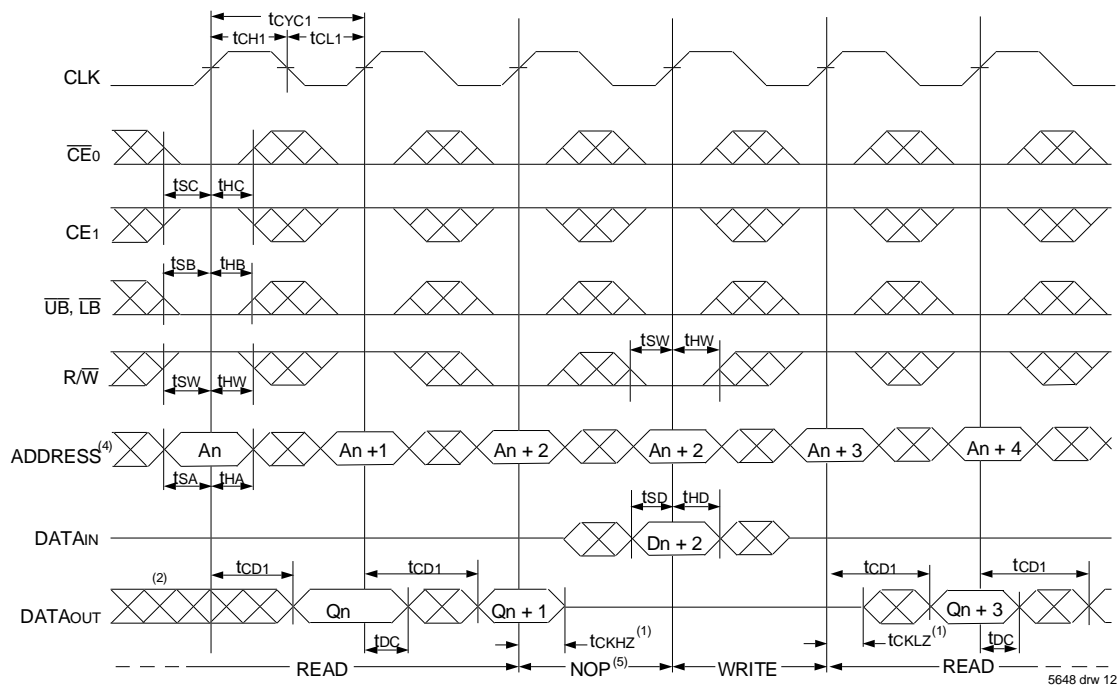 tCYC1
tCH1 tCL1
CLK
CE0
tSC tHC
CE1
tSB tHB
UB, LB
tSW tHW
R/W
tSW tHW
ADDRESS(4) An An +1 An + 2 An + 2 An + 3 An + 4
tSA tHA
tSD tHD
DATAIN Dn + 2
(2) tCD1 tCD1 tCD1 tCD1
DATAOUT Qn Qn + 1 Qn + 3
tDC tCKHZ(1) tCKLZ(1) tDC
READ NOP(5) WRITE READ
5648 drw 12